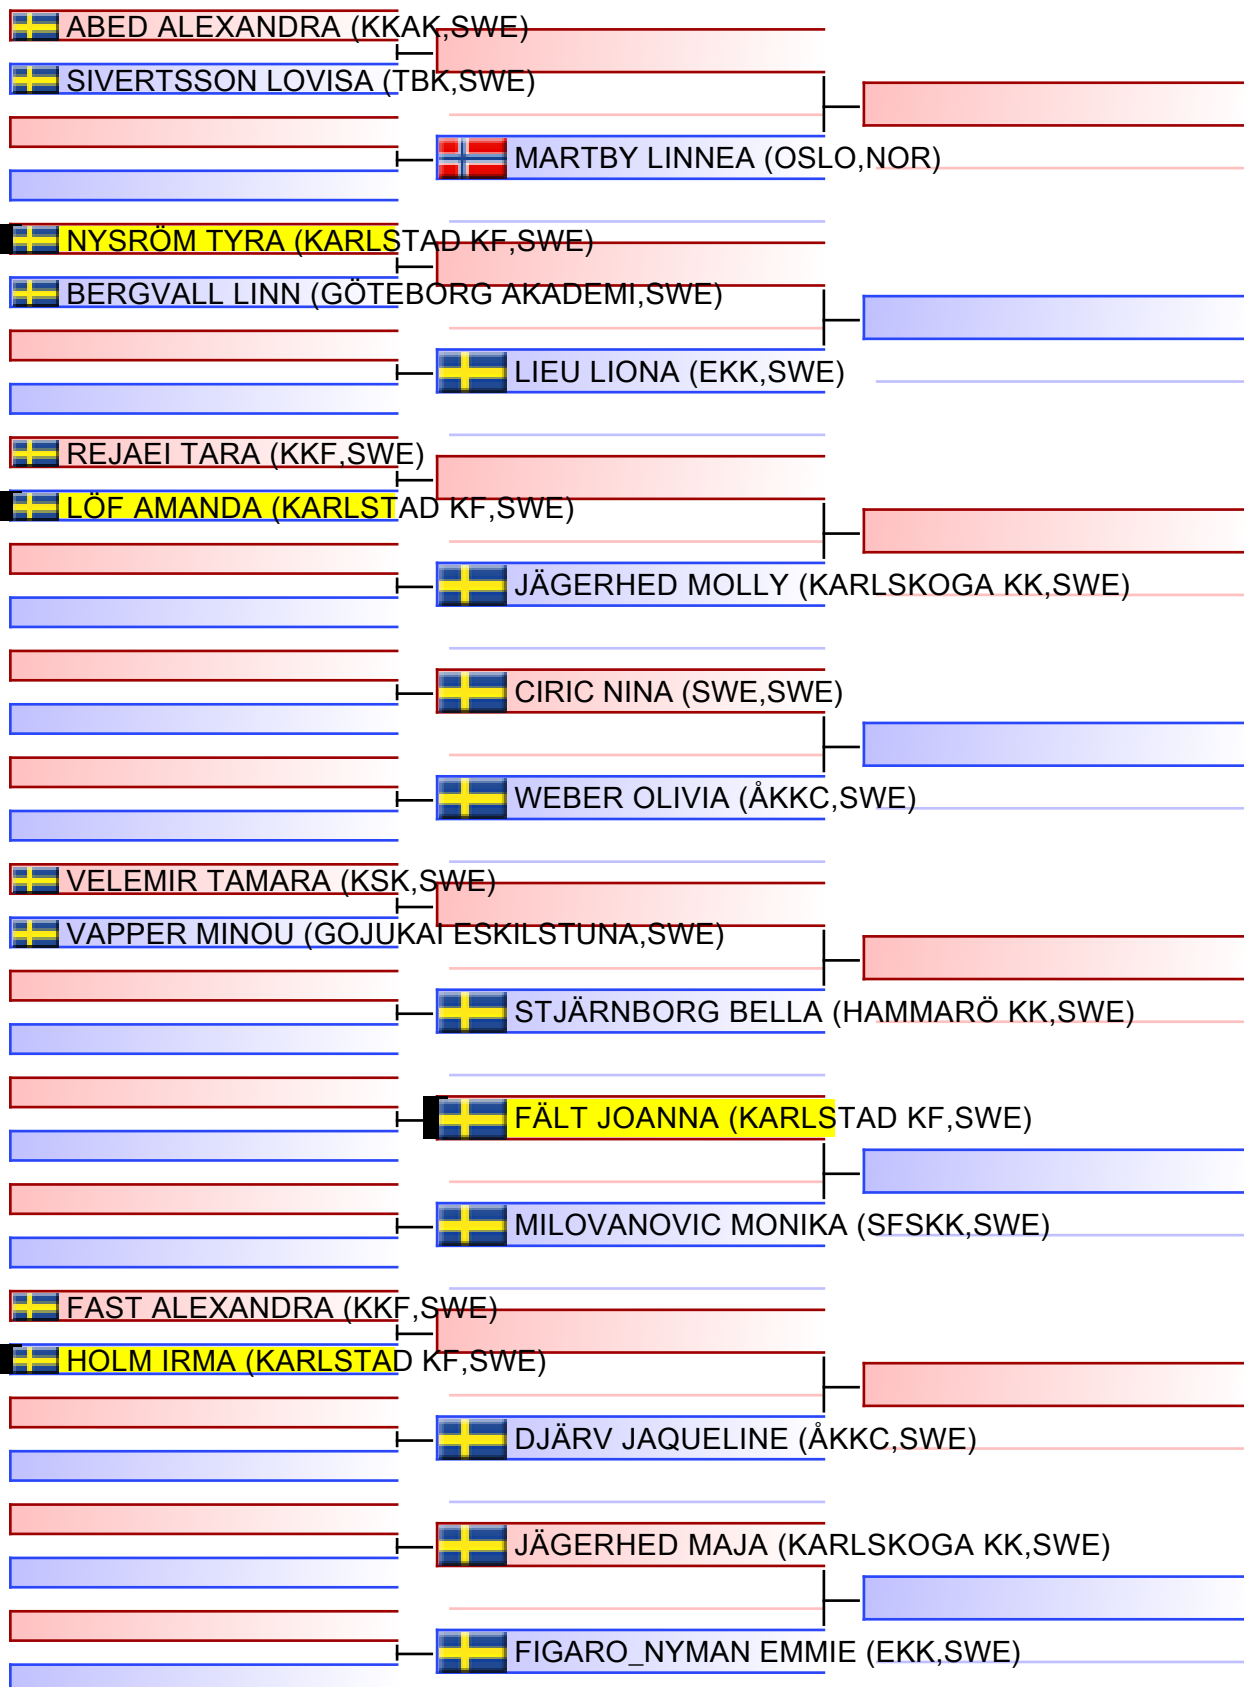 ABED ALEXANDRA (KKAK,SWE)
SIVERTSSON LOVISA (TBK,SWE)
MARTBY LINNEA (OSLO,NOR)
NYSRÖM TYRA (KARLSTAD KF,SWE)
BERGVALL LINN (GÖTEBORG AKADEMI,SWE)
LIEU LIONA (EKK,SWE)
REJAEI TARA (KKF,SWE)
LÖF AMANDA (KARLSTAD KF,SWE)
JÄGERHED MOLLY (KARLSKOGA KK,SWE)
CIRIC NINA (SWE,SWE)
WEBER OLIVIA (ÅKKC,SWE)
VELEMIR TAMARA (KSK,SWE)
VAPPER MINOU (GOJUKAI ESKILSTUNA,SWE)
STJÄRNBORG BELLA (HAMMARÖ KK,SWE)
FÄLT JOANNA (KARLSTAD KF,SWE)
MILOVANOVIC MONIKA (SFSKK,SWE)
FAST ALEXANDRA (KKF,SWE)
HOLM IRMA (KARLSTAD KF,SWE)
DJÄRV JAQUELINE (ÅKKC,SWE)
JÄGERHED MAJA (KARLSKOGA KK,SWE)
FIGARO_NYMAN EMMIE (EKK,SWE)